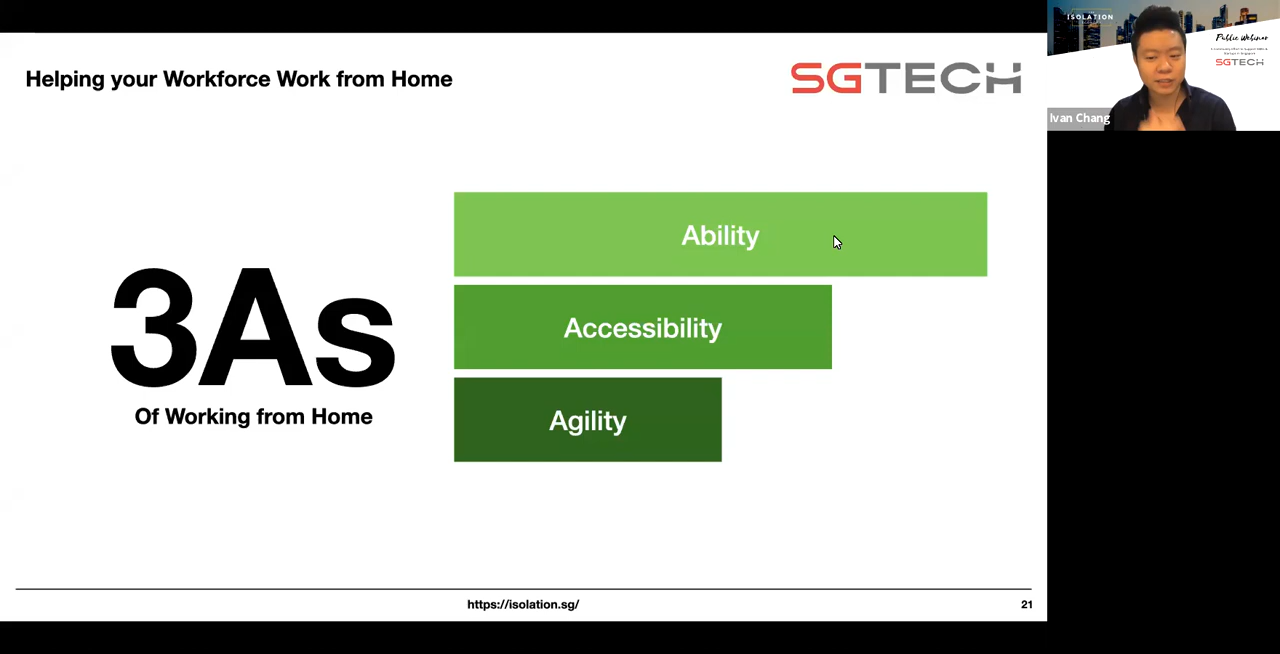 Helping your Workforce Work from Home
SGTECH
3As
Of Working from Home
Ability
Accessibility
Agility
https://isolation.sg/
21
ISOLATION
Public Webinar
SGTECH
Ivan Chang